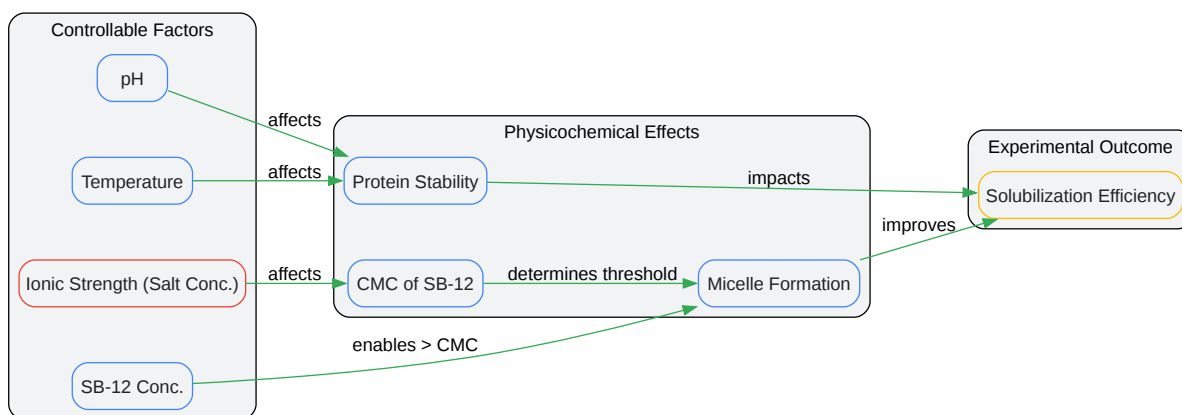 Controllable Factors
pH
affects
Physicochemical Effects
Experimental Outcome
Temperature
affects
Protein Stability
impacts
Solubilization Efficiency
improves
Ionic Strength (Salt Conc.)
affects
CMC of SB-12
determines threshold
Micelle Formation
enables > CMC
SB-12 Conc.